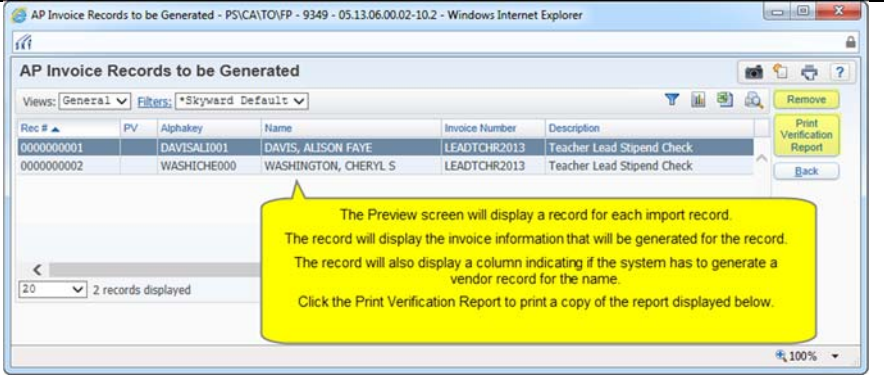 AP Invoice Records to be Generated - PS\CA\TO\FP - 9349 - 05.13.06.00.02-10.2 - Windows Internet Explorer
AP Invoice Records to be Generated
Views: General Filters: *Skyward Default
Rec # PV Alphakey Name Invoice Number Description
0000000001 DAVISALI001 DAVIS, ALISON FAYE LEADTCHR2013 Teacher Lead Stipend Check
0000000002 WASHICHE000 WASHINGTON, CHERYL S LEADTCHR2013 Teacher Lead Stipend Check
Remove
Print
Verification
Report
Back
The Preview screen will display a record for each import record.
The record will display the invoice information that will be generated for the record.
The record will also display a column indicating if the system has to generate a
vendor record for the name.
Click the Print Verification Report to print a copy of the report displayed below.
20 2 records displayed
100%